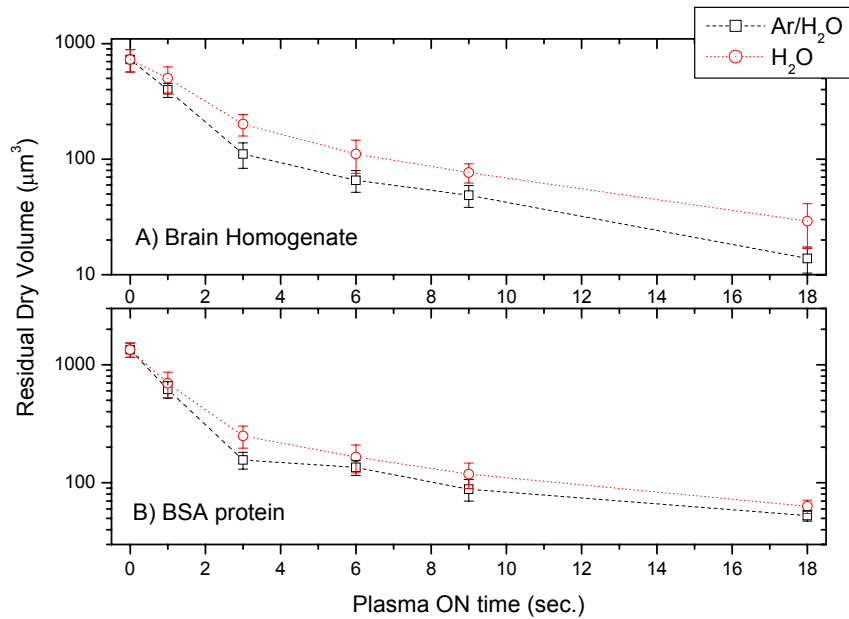 Ar/H₂O
H₂O
1000
100
10
A) Brain Homogenate
0 2 4 6 8 10 12 14 16 18
Residual Dry Volume (μm³)
1000
100
B) BSA protein
0 2 4 6 8 10 12 14 16 18
Plasma ON time (sec.)